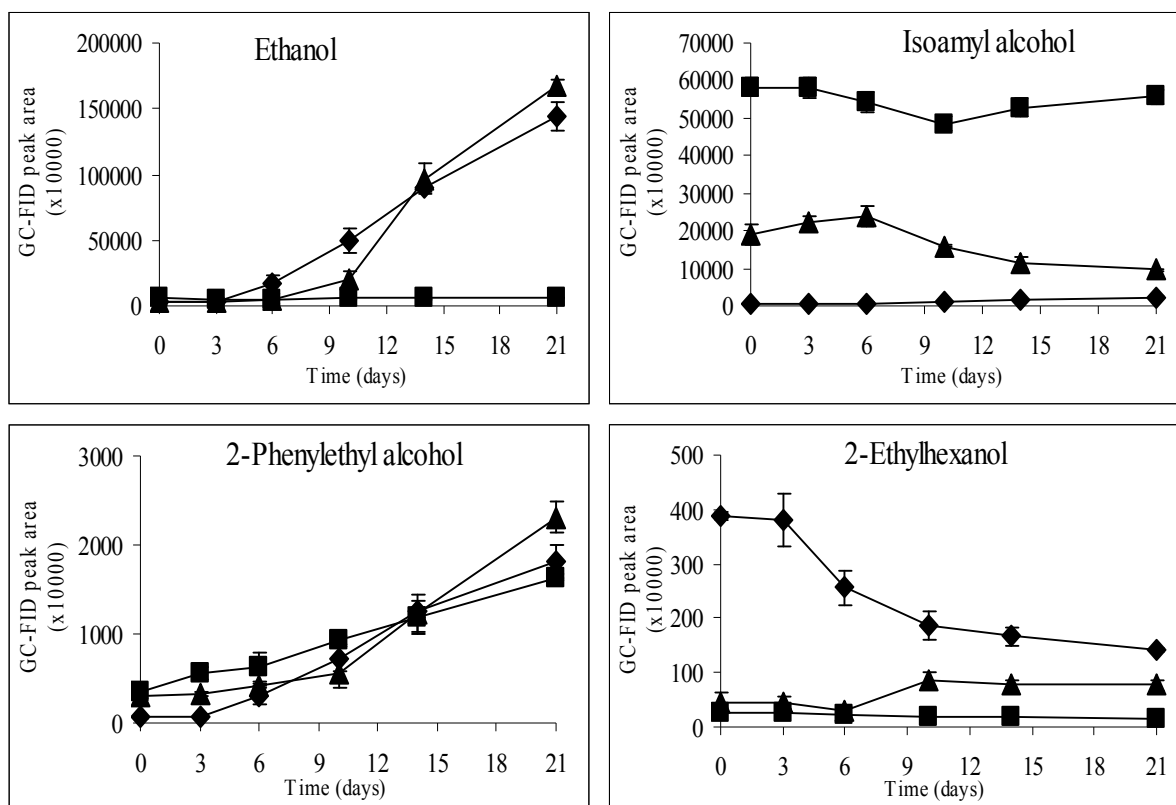 Ethanol
GC-FID peak area
(x10000)
200000
150000
100000
50000
0
0 3 6 9 12 15 18 21
Time (days)
Isoamyl alcohol
GC-FID peak area
(x10000)
70000
60000
50000
40000
30000
20000
10000
0
0 3 6 9 12 15 18 21
Time (days)
2-Phenylethyl alcohol
GC-FID peak area
(x10000)
3000
2000
1000
0
0 3 6 9 12 15 18 21
Time (days)
2-Ethylhexanol
GC-FID peak area
(x10000)
500
400
300
200
100
0
0 3 6 9 12 15 18 21
Time (days)